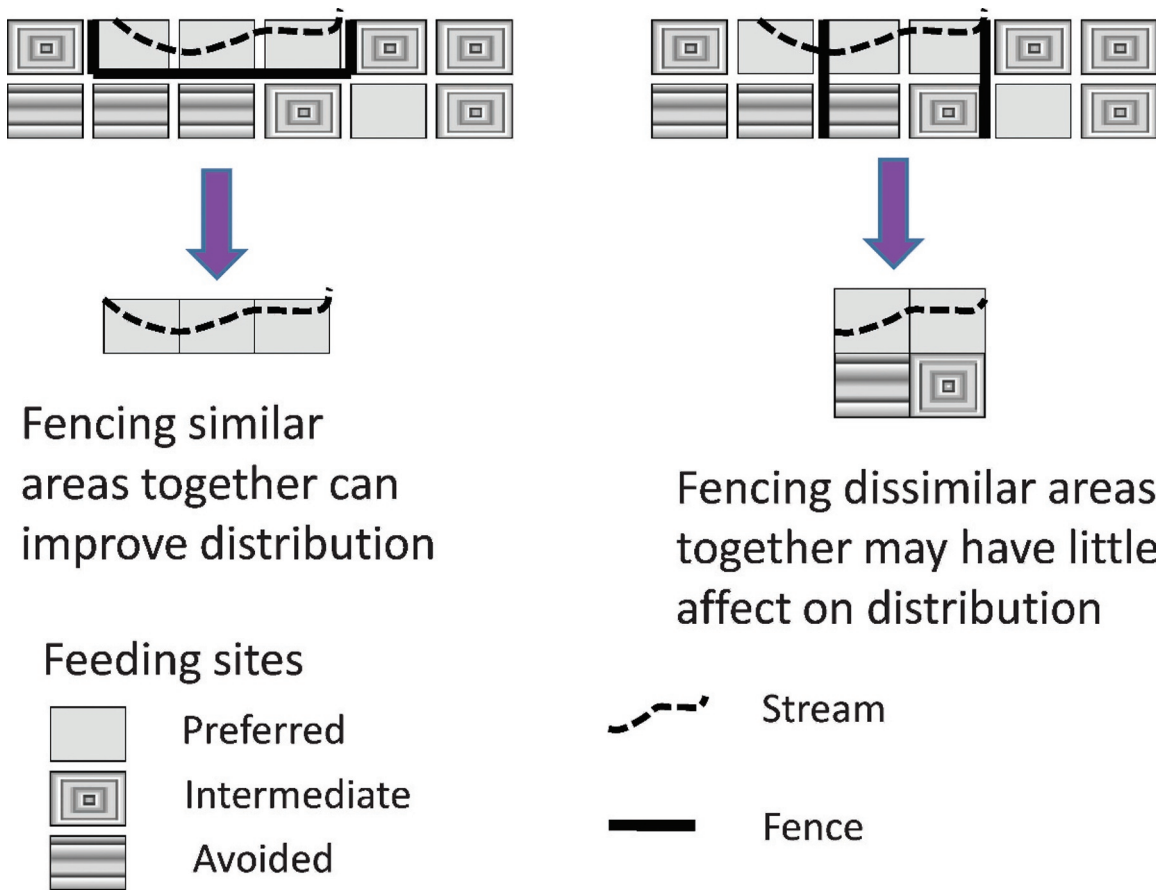 Fencing similar
areas together can
improve distribution
Fencing dissimilar areas
together may have little
affect on distribution
Feeding sites
Preferred
Intermediate
Avoided
Stream
Fence